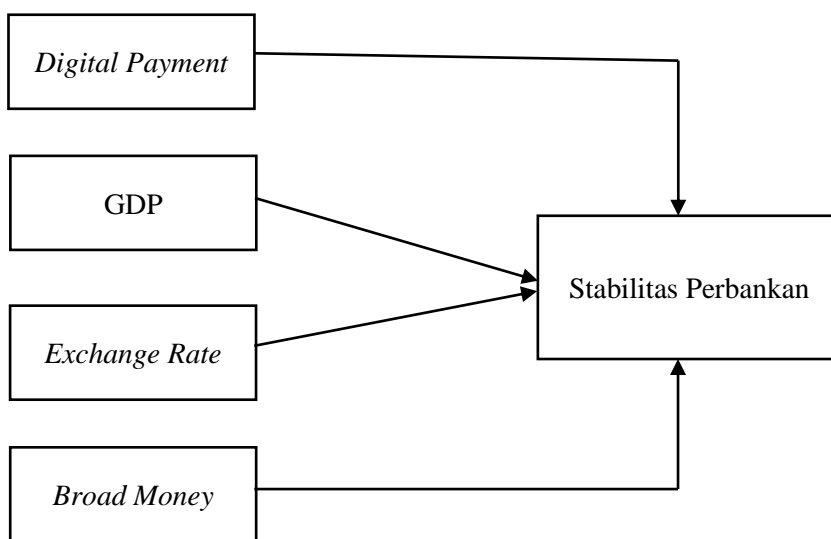 Digital Payment
GDP
Stabilitas Perbankan
Exchange Rate
Broad Money